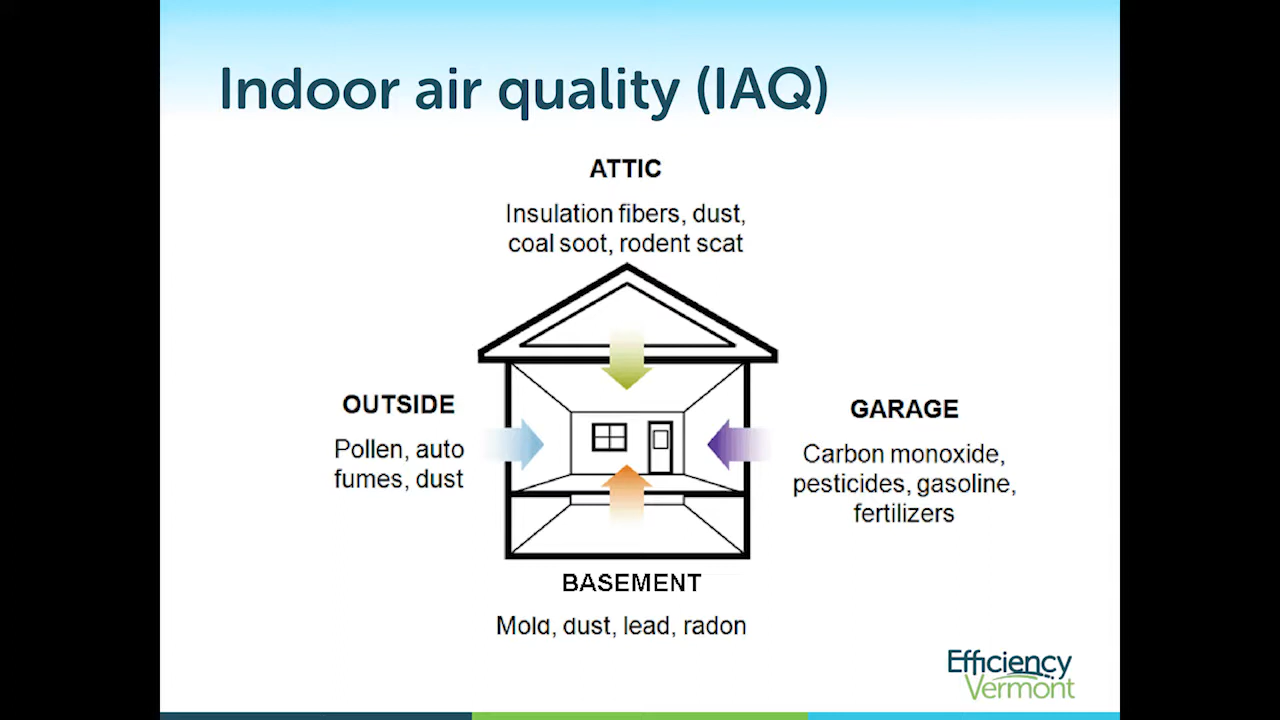 Indoor air quality (IAQ)
ATTIC
Insulation fibers, dust,
coal soot, rodent scat
OUTSIDE
Pollen, auto
fumes, dust
GARAGE
Carbon monoxide,
pesticides, gasoline,
fertilizers
BASEMENT
Mold, dust, lead, radon
Efficiency
Vermont